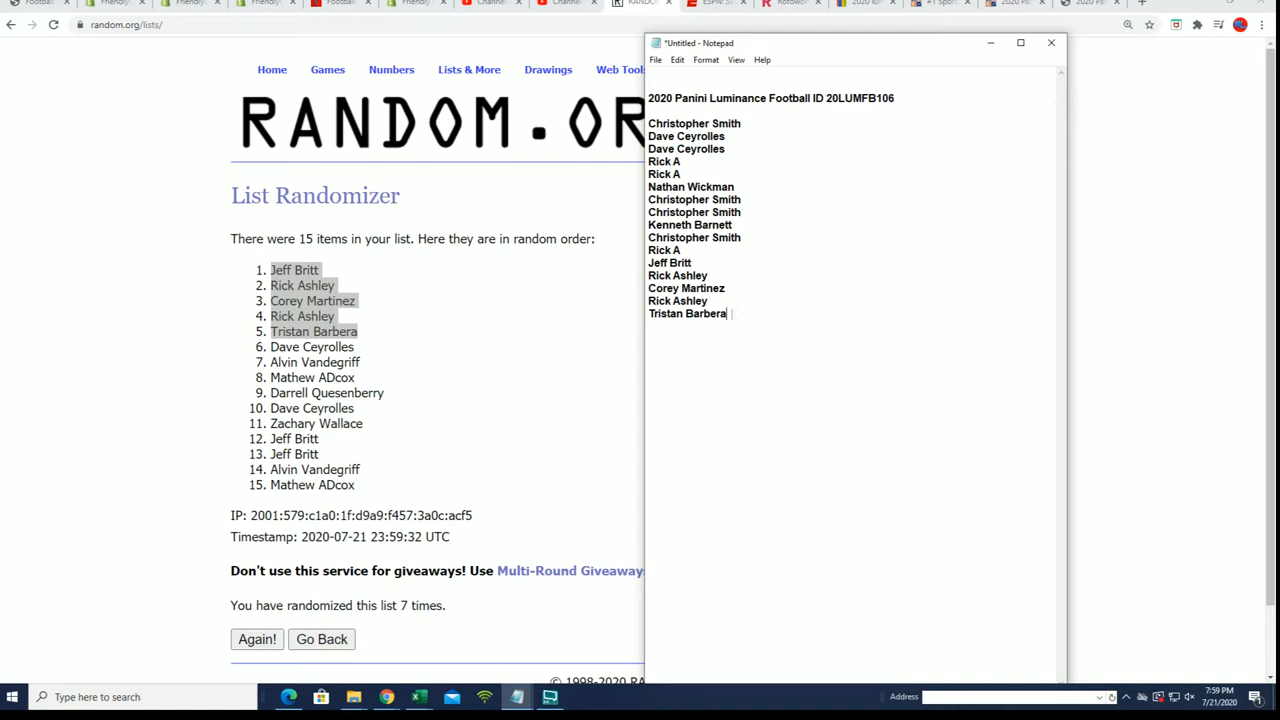 random.org/lists/
Home Games Numbers Lists & More Drawings Web Tools
RANDOM.OR
List Randomizer
There were 15 items in your list. Here they are in random order:
1. Jeff Britt
2. Rick Ashley
3. Corey Martinez
4. Rick Ashley
5. Tristan Barbera
6. Dave Ceyrolles
7. Alvin Vandegriff
8. Mathew ADcox
9. Darrell Quesenberry
10. Dave Ceyrolles
11. Zachary Wallace
12. Jeff Britt
13. Jeff Britt
14. Alvin Vandegriff
15. Mathew ADcox
IP: 2001:579:c1a0:1f:d9a9:f457:3a0c:acf5
Timestamp: 2020-07-21 23:59:32 UTC
Don't use this service for giveaways! Use Multi-Round Giveaways
You have randomized this list 7 times.
Again! Go Back
*Untitled - Notepad
File Edit Format View Help
2020 Panini Luminance Football ID 20LUMFB106
Christopher Smith
Dave Ceyrolles
Dave Ceyrolles
Rick A
Rick A
Nathan Wickman
Christopher Smith
Christopher Smith
Kenneth Barnett
Christopher Smith
Rick A
Jeff Britt
Rick Ashley
Corey Martinez
Rick Ashley
Tristan Barbera
Type here to search
Address
7:59 PM
7/21/2020